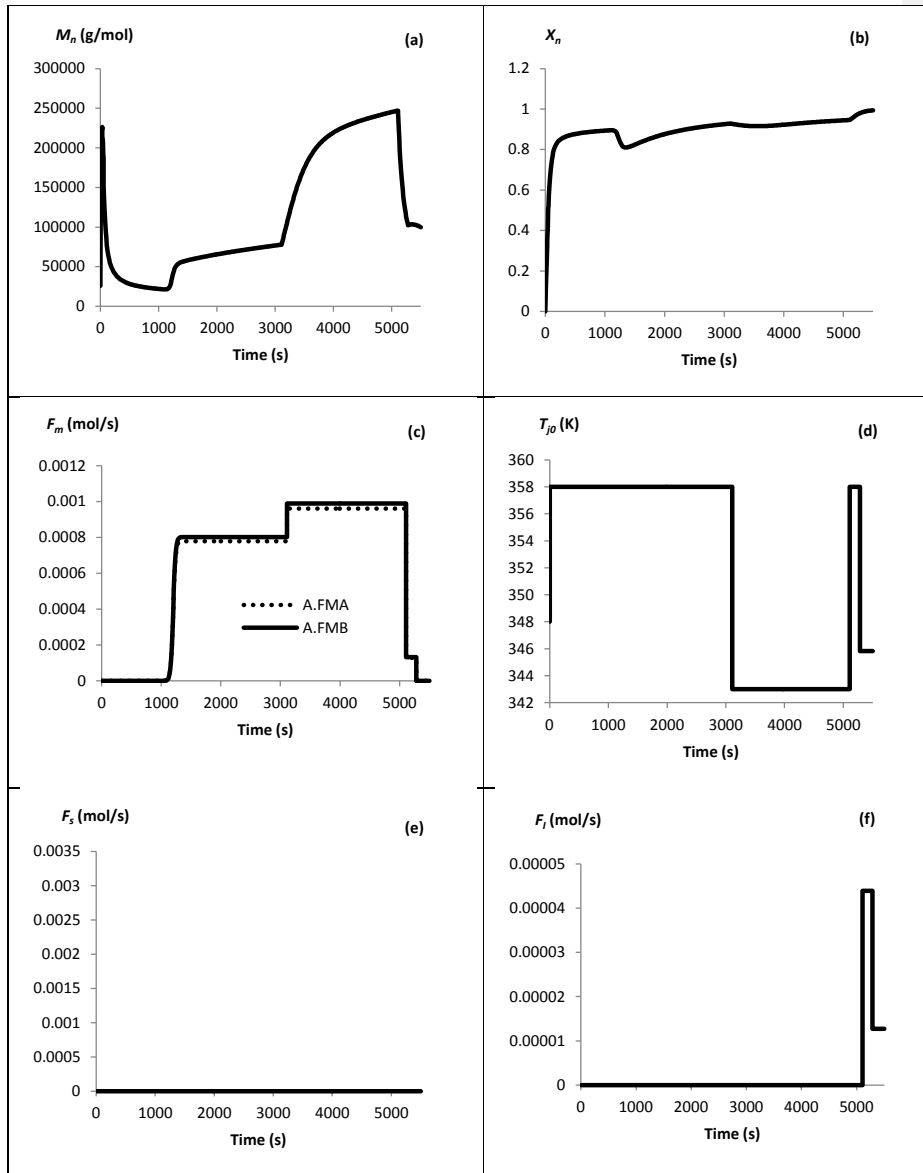 Mn (g/mol)
(a)
300000
250000
200000
150000
100000
50000
0
0 1000 2000 3000 4000 5000
Time (s)
Xn
(b)
1.2
1
0.8
0.6
0.4
0.2
0
0 1000 2000 3000 4000 5000
Time (s)
Fm (mol/s)
(c)
0.0012
0.001
0.0008
0.0006
0.0004
0.0002
0
A.FMA
A.FMB
0 1000 2000 3000 4000 5000
Time (s)
Tj0 (K)
(d)
360
358
356
354
352
350
348
346
344
342
0 1000 2000 3000 4000 5000
Time (s)
Fs (mol/s)
(e)
0.0035
0.003
0.0025
0.002
0.0015
0.001
0.0005
0
0 1000 2000 3000 4000 5000
Time (s)
FI (mol/s)
(f)
0.00005
0.00004
0.00003
0.00002
0.00001
0
0 1000 2000 3000 4000 5000
Time (s)